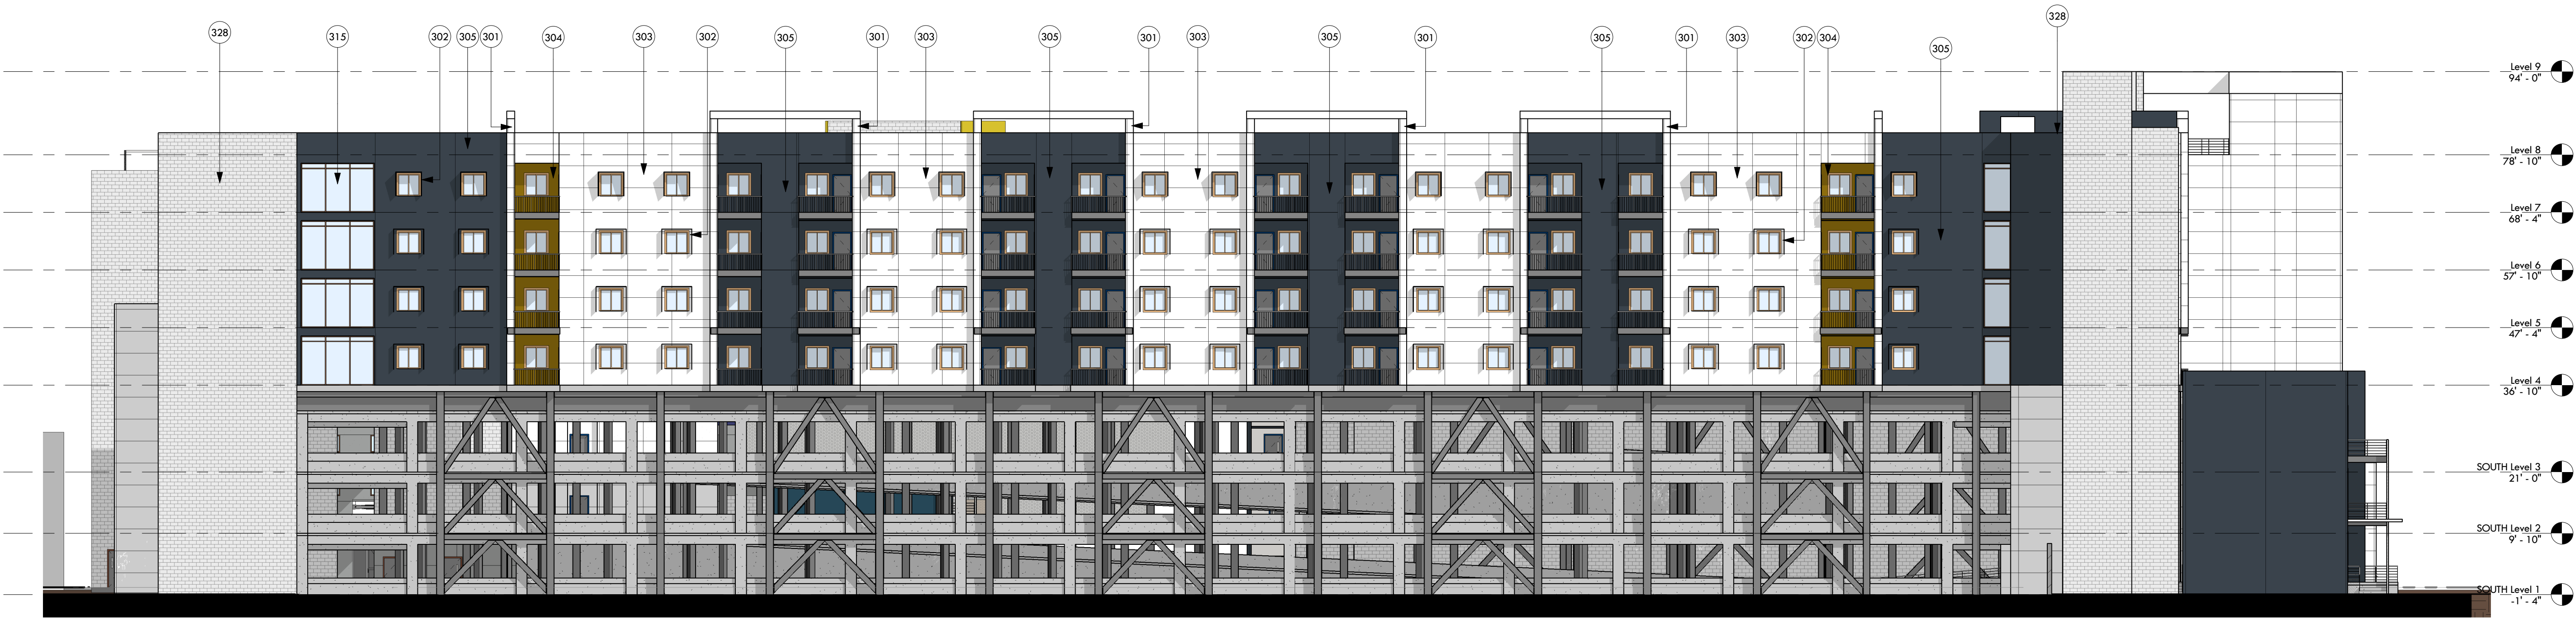 328
315
302
305
301
304
303
302
305
301
303
305
301
303
305
301
305
301
303
302
304
305
328
Level 9
94' - 0"
Level 8
78' - 10"
Level 7
68' - 4"
Level 6
57' - 10"
Level 5
47' - 4"
Level 4
36' - 10"
SOUTH Level 3
21' - 0"
SOUTH Level 2
9' - 10"
SOUTH Level 1
-1' - 4"